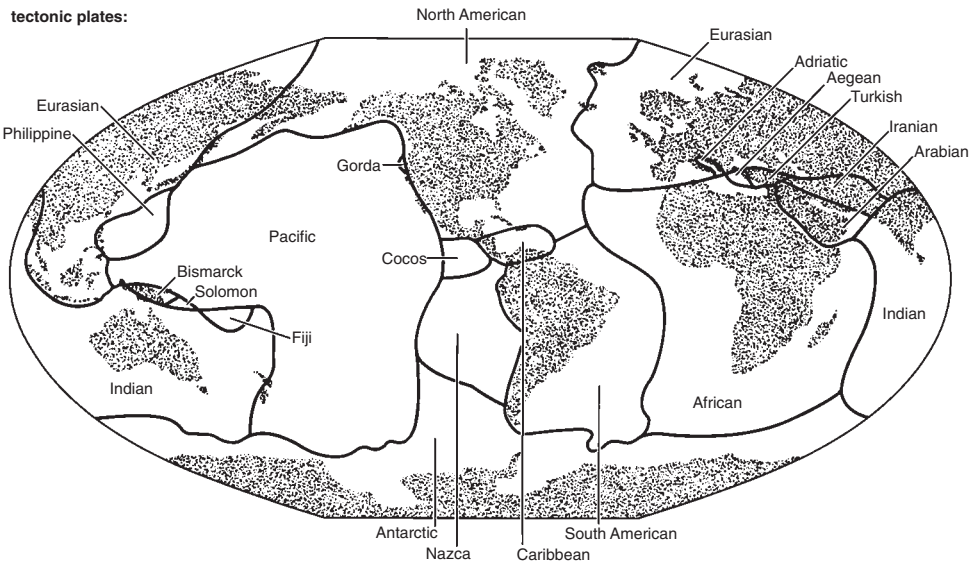 tectonic plates:
North American
Eurasian
Adriatic
Aegean
Turkish
Iranian
Arabian
Eurasian
Philippine
Gorda
Pacific
Cocos
Bismarck
Solomon
Fiji
Indian
Indian
African
Antarctic
Nazca
Caribbean
South American